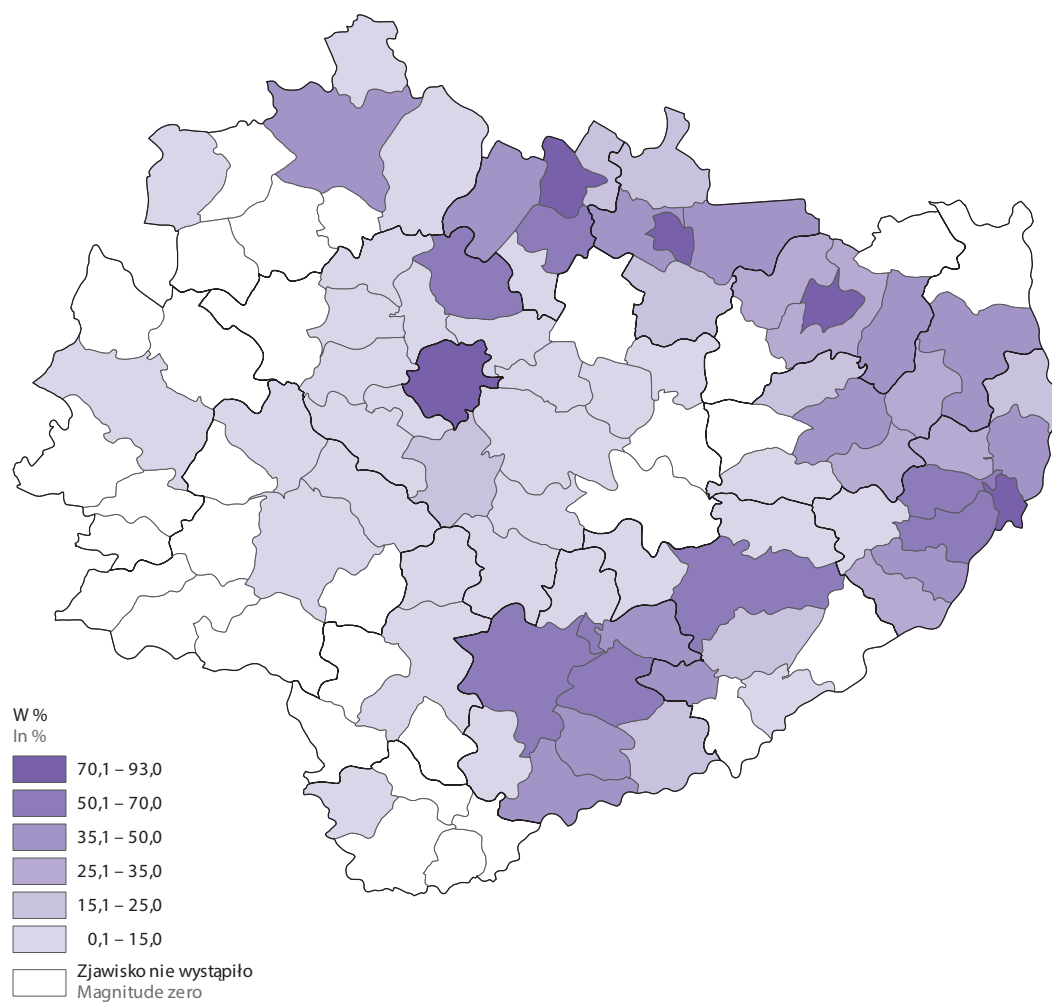 W %
In %
70,1 – 93,0
50,1 – 70,0
35,1 – 50,0
25,1 – 35,0
15,1 – 25,0
0,1 – 15,0
Zjawisko nie wystąpiło
Magnitude zero